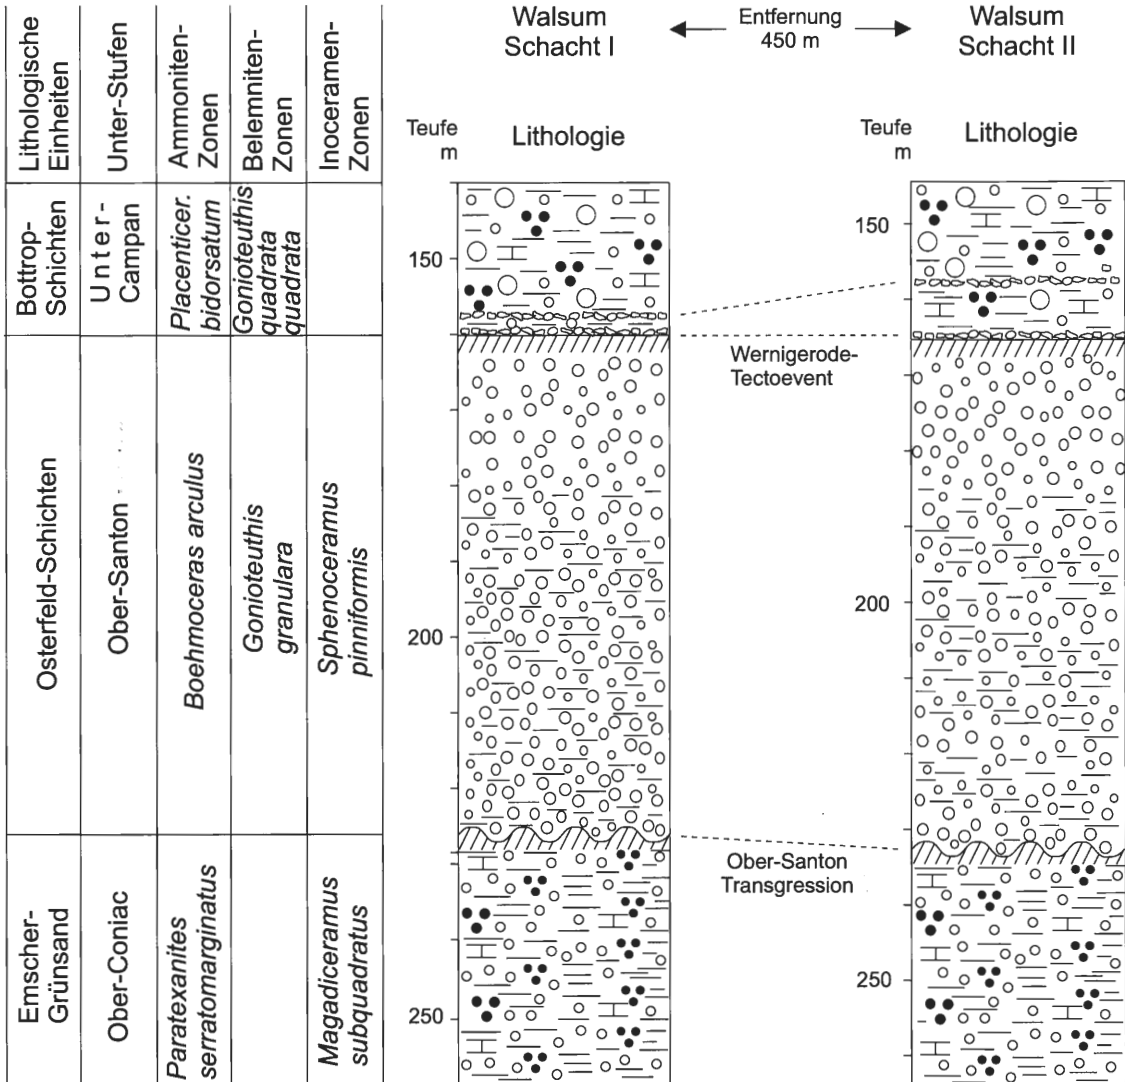 Lithologische
Einheiten
Unter-Stufen
Ammoniten-
Zonen
Belemniten-
Zonen
Inoceramen-
Zonen
Walsum
Schacht I
Entfernung
450 m
Walsum
Schacht II
Teufe
m
Lithologie
Teufe
m
Lithologie
Bottrop-
Schichten
Unter-
Campan
Placenticer.
bidorsatum
Gonioteuthis
quadrata
quadrata
150
150
Wernigerode-
Tectoevent
Osterfeld-Schichten
Ober-Santon
Boehmoceras arculus
Gonioteuthis
granulara
Sphenoceramus
pinniformis
200
200
Ober-Santon
Transgression
Emscher-
Grünsand
Ober-Coniac
Paratexanites
serratomarginatus
Magadiceramus
subquadratus
250
250